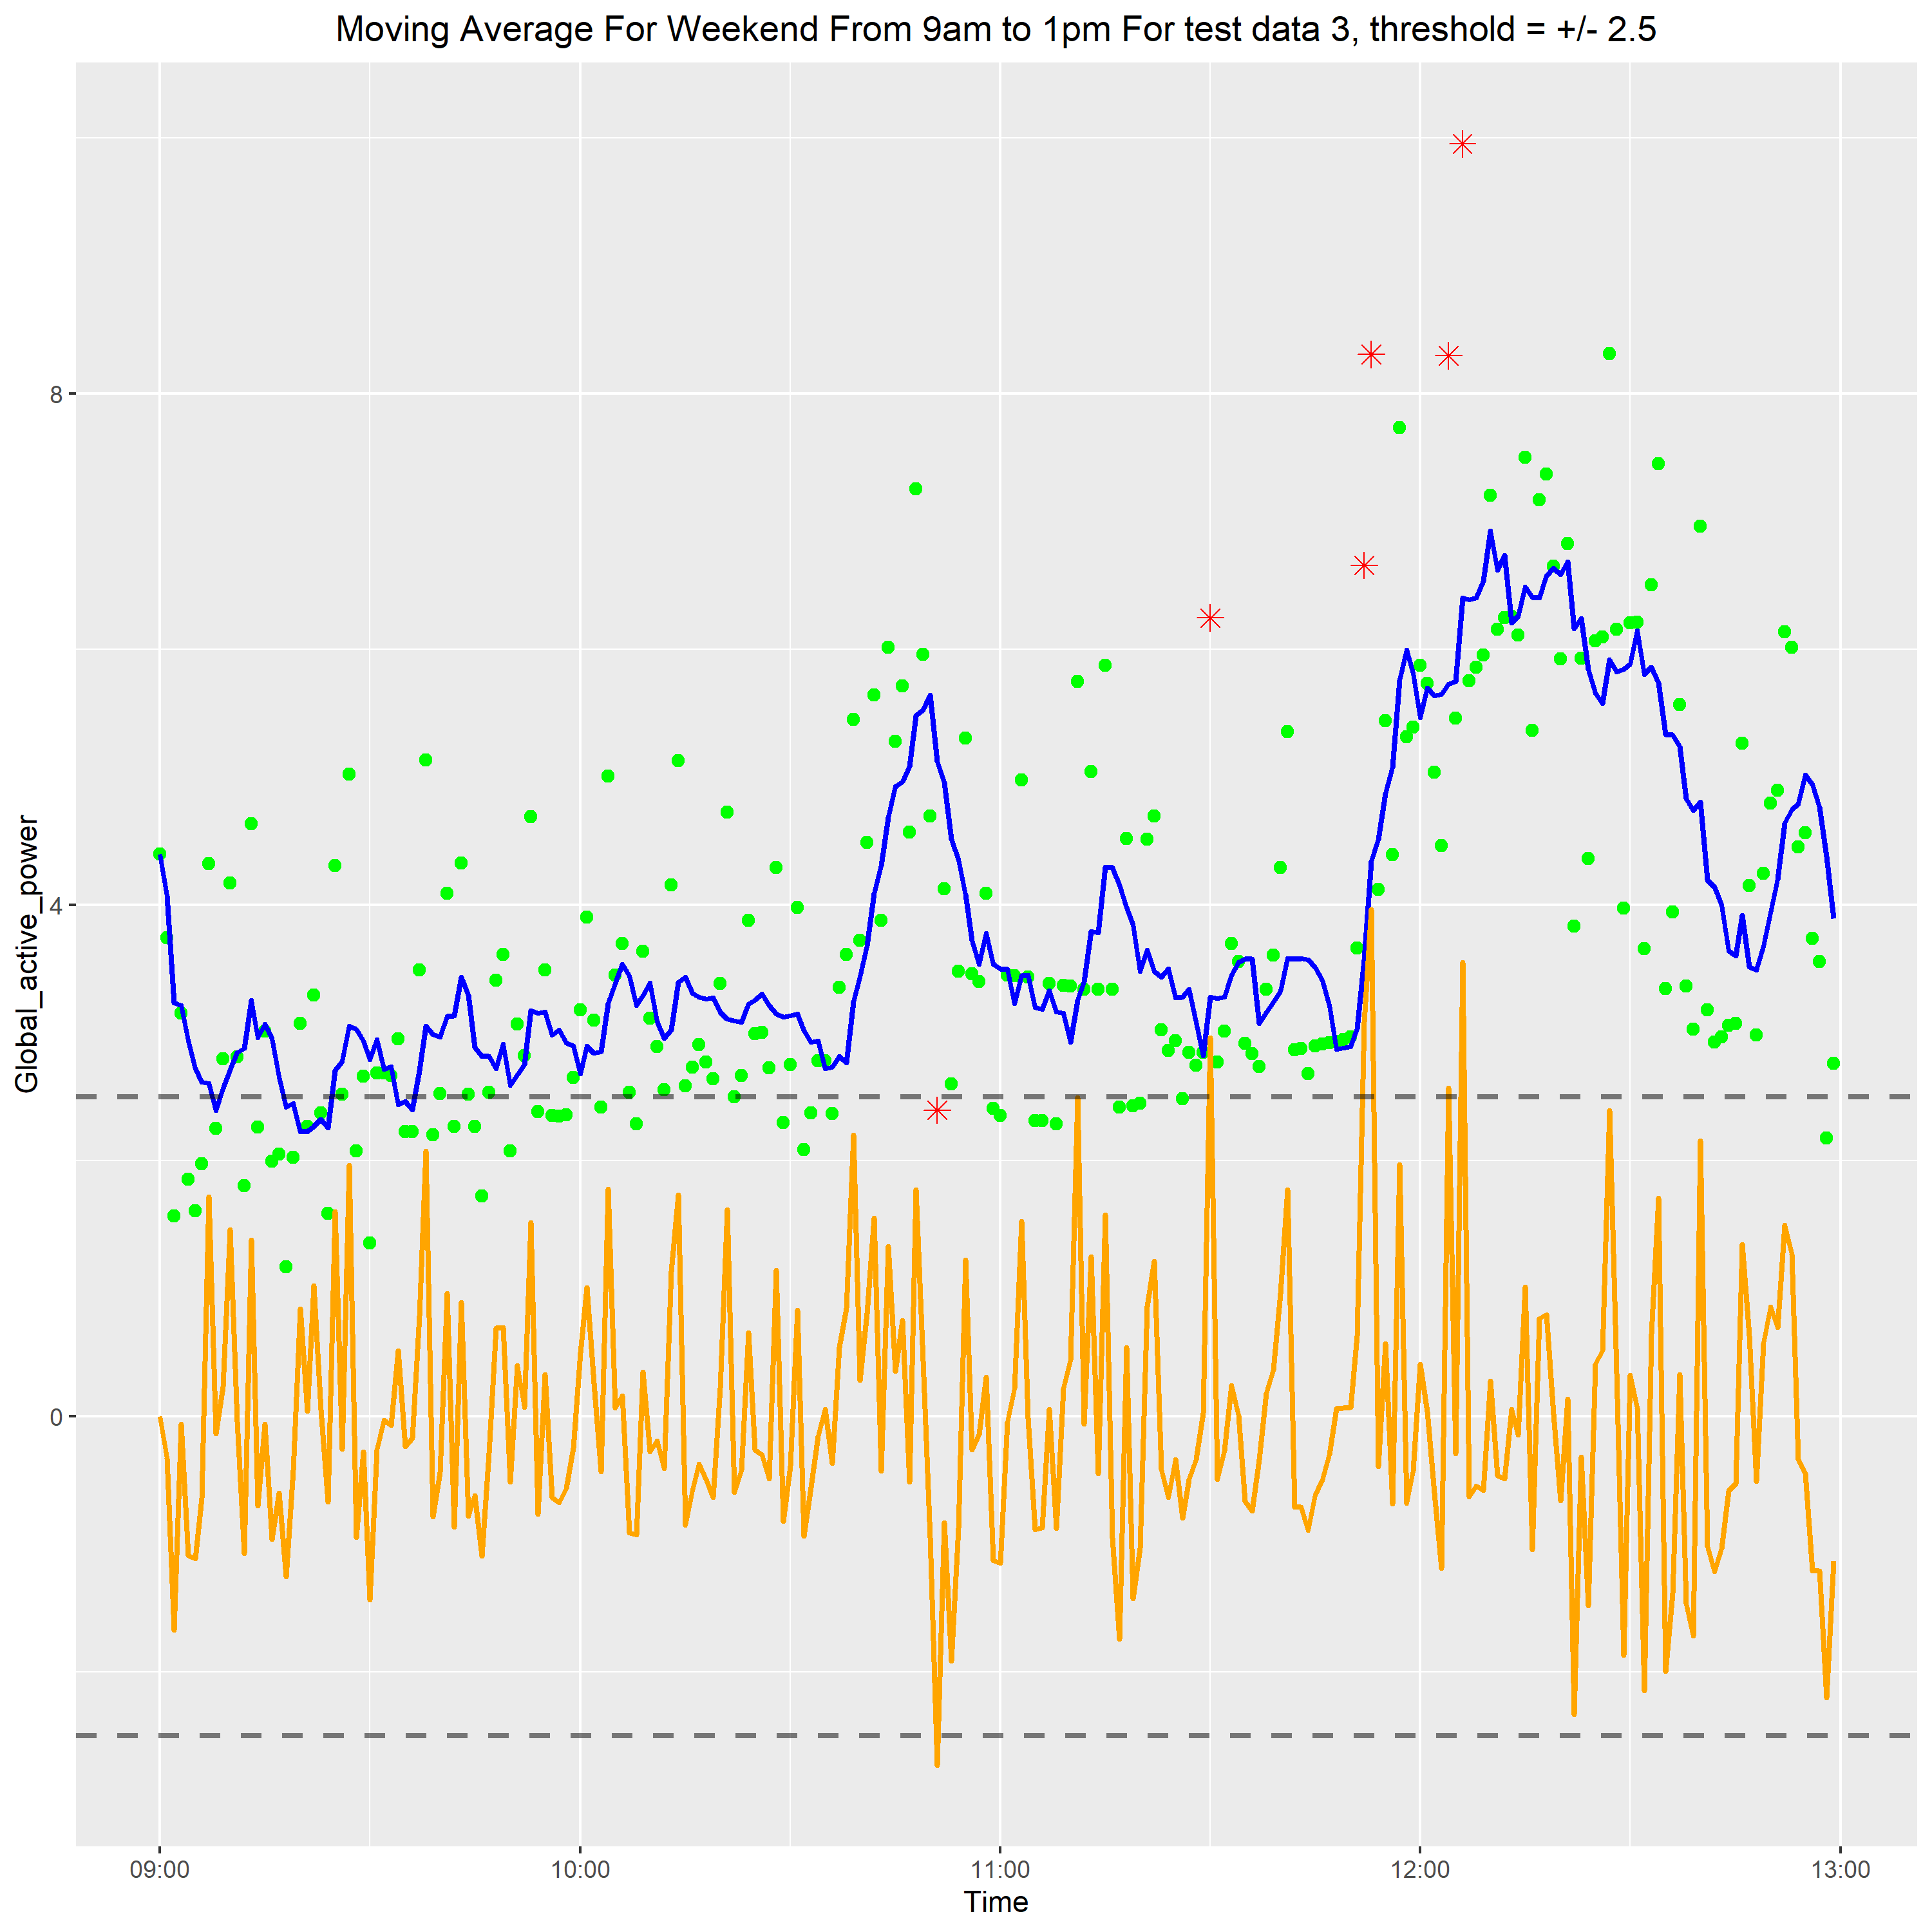 Moving Average For Weekend From 9am to 1pm For test data 3, threshold = +/- 2.5
Global_active_power
8
4
0
09:00
10:00
11:00
12:00
13:00
Time